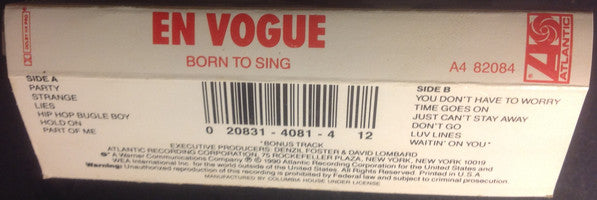 EN VOGUE
BORN TO SING
A4 82084
ATLANTIC
SIDE A
PARTY
STRANGE
LIES
HIP HOP BUGLE BOY
HOLD ON
PART OF ME
SIDE B
YOU DON'T HAVE TO WORRY
TIME GOES ON
JUST CAN'T STAY AWAY
DON'T GO
LUV LINES
WAITIN' ON YOU*
0 20831-4081-4 12
*BONUS TRACK
EXECUTIVE PRODUCERS: DENZIL FOSTER & DAVID LOMBARD
ATLANTIC RECORDING CORPORATION, 75 ROCKEFELLER PLAZA, NEW YORK, NEW YORK 10019
A Warner Communications Company ℗ © 1990 Atlantic Recording Corporation for the United States and
WEA International Inc. for the world outside of the United States. All Rights Reserved. Printed in U.S.A.
Warning: Unauthorized reproduction of this recording is prohibited by Federal law and subject to criminal prosecution.
MANUFACTURED BY COLUMBIA HOUSE UNDER LICENSE